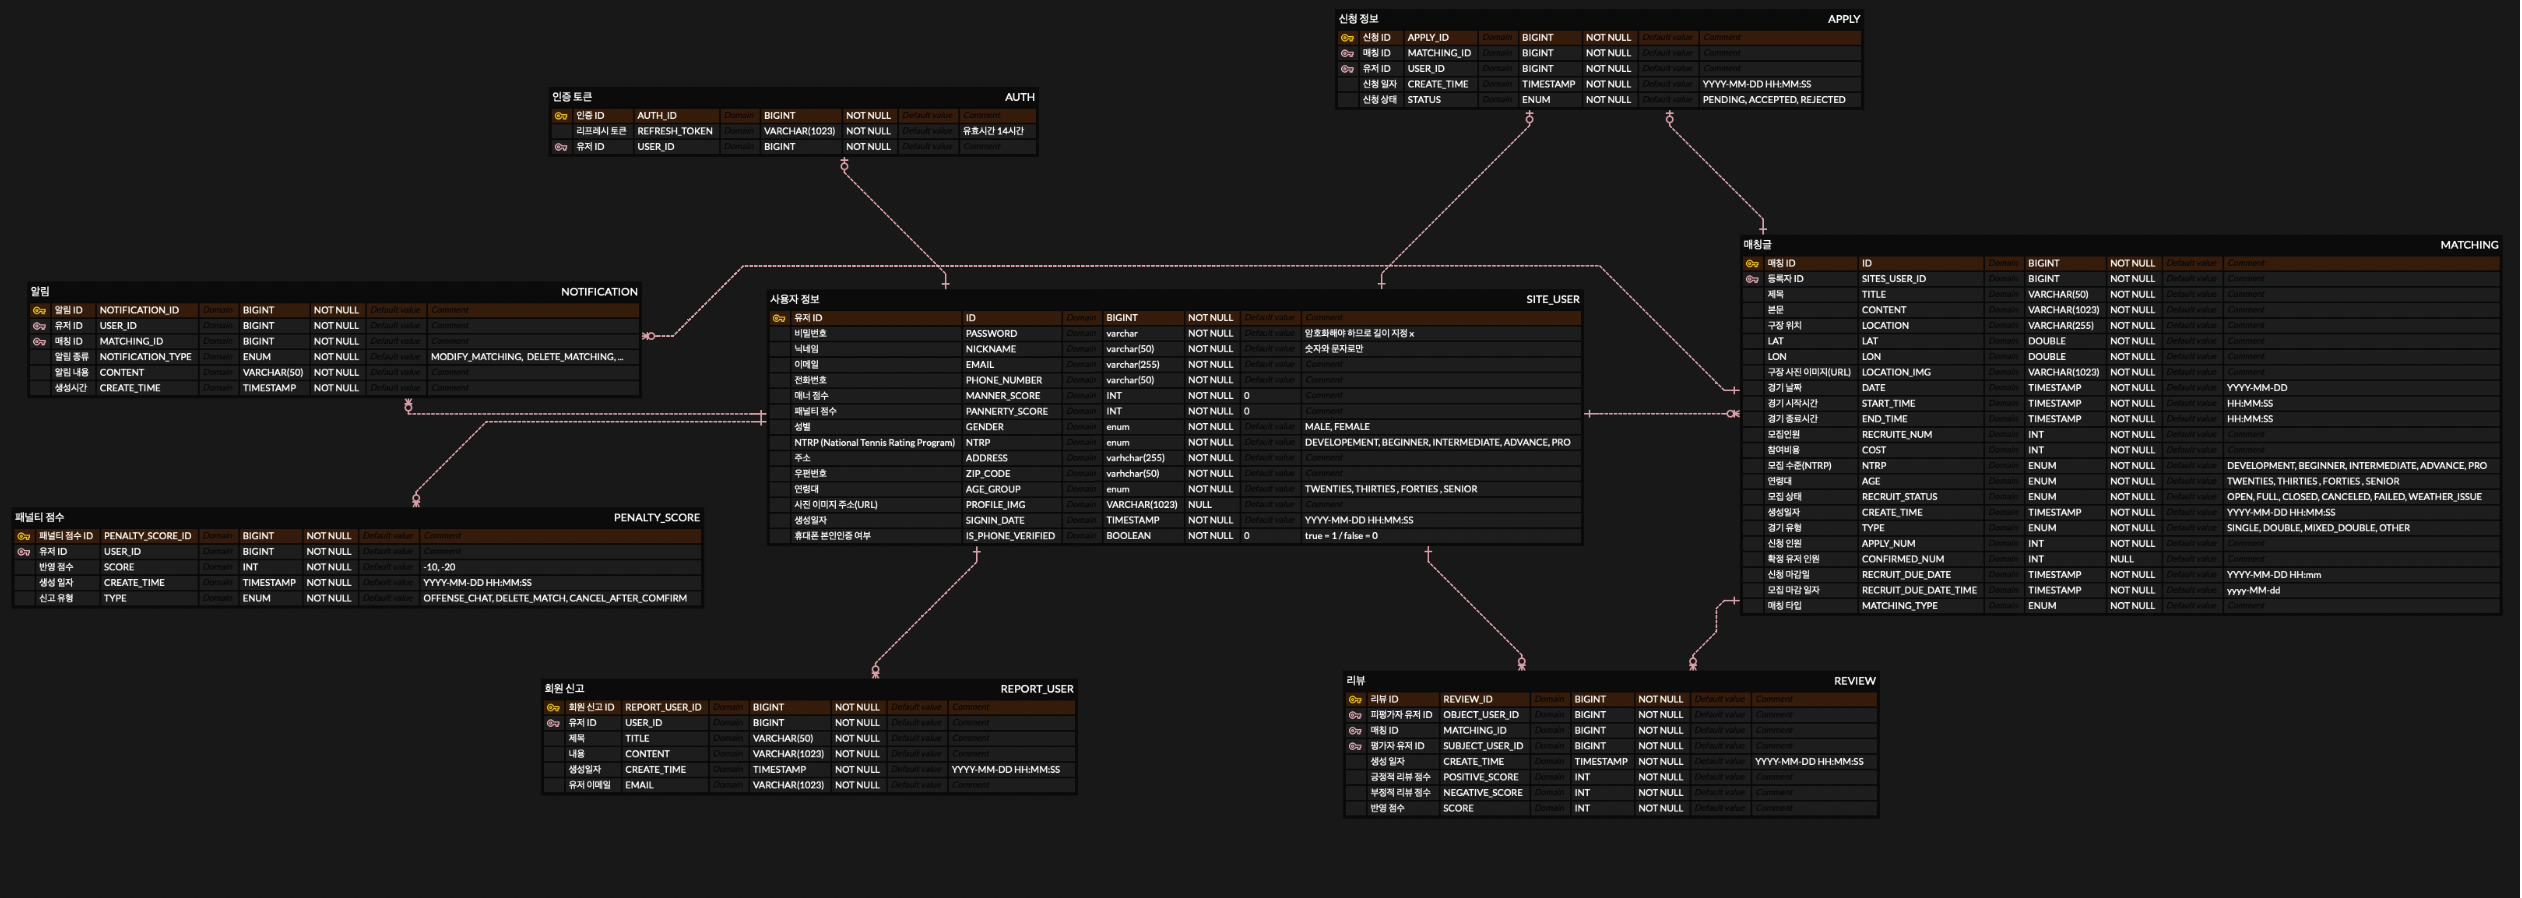 신청 정보 APPLY
신청 ID APPLY_ID Domain BIGINT NOT NULL Default value Comment
매칭 ID MATCHING_ID Domain BIGINT NOT NULL Default value Comment
유저 ID USER_ID Domain BIGINT NOT NULL Default value Comment
신청 일자 CREATE_TIME Domain TIMESTAMP NOT NULL Default value YYYY-MM-DD HH:MM:SS
신청 상태 STATUS Domain ENUM NOT NULL Default value PENDING, ACCEPTED, REJECTED
인증 토큰 AUTH
인증 ID AUTH_ID Domain BIGINT NOT NULL Default value Comment
리프레시 토큰 REFRESH_TOKEN Domain VARCHAR(1023) NOT NULL Default value 유효시간 14시간
유저 ID USER_ID Domain BIGINT NOT NULL Default value Comment
매칭글 MATCHING
매칭 ID ID Domain BIGINT NOT NULL Default value Comment
등록자 ID SITES_USER_ID Domain BIGINT NOT NULL Default value Comment
제목 TITLE Domain VARCHAR(50) NOT NULL Default value Comment
본문 CONTENT Domain VARCHAR(1023) NOT NULL Default value Comment
구장 위치 LOCATION Domain VARCHAR(255) NOT NULL Default value Comment
LAT LAT Domain DOUBLE NOT NULL Default value Comment
LON LON Domain DOUBLE NOT NULL Default value Comment
구장 사진 이미지(URL) LOCATION_IMG Domain VARCHAR(1023) NOT NULL Default value Comment
경기 날짜 DATE Domain TIMESTAMP NOT NULL Default value YYYY-MM-DD
경기 시작시간 START_TIME Domain TIMESTAMP NOT NULL Default value HH:MM:SS
경기 종료시간 END_TIME Domain TIMESTAMP NOT NULL Default value HH:MM:SS
모집인원 RECRUITE_NUM Domain INT NOT NULL Default value Comment
참여비용 COST Domain INT NOT NULL Default value Comment
모집 수준(NTRP) NTRP Domain ENUM NOT NULL Default value DEVELOPMENT, BEGINNER, INTERMEDIATE, ADVANCE, PRO
연령대 AGE Domain ENUM NOT NULL Default value TWENTIES, THIRTIES , FORTIES , SENIOR
모집 상태 RECRUIT_STATUS Domain ENUM NOT NULL Default value OPEN, FULL, CLOSED, CANCELED, FAILED, WEATHER_ISSUE
생성일자 CREATE_TIME Domain TIMESTAMP NOT NULL Default value YYYY-MM-DD HH:MM:SS
경기 유형 TYPE Domain ENUM NOT NULL Default value SINGLE, DOUBLE, MIXED_DOUBLE, OTHER
신청 인원 APPLY_NUM Domain INT NOT NULL Default value Comment
확정 유저 인원 CONFIRMED_NUM Domain INT NULL Default value Comment
신청 마감일 RECRUIT_DUE_DATE Domain TIMESTAMP NOT NULL Default value YYYY-MM-DD HH:mm
모집 마감 일자 RECRUIT_DUE_DATE_TIME Domain TIMESTAMP NOT NULL Default value yyyy-MM-dd
매칭 타입 MATCHING_TYPE Domain ENUM NOT NULL Default value Comment
알림 NOTIFICATION
알림 ID NOTIFICATION_ID Domain BIGINT NOT NULL Default value Comment
유저 ID USER_ID Domain BIGINT NOT NULL Default value Comment
매칭 ID MATCHING_ID Domain BIGINT NOT NULL Default value Comment
알림 종류 NOTIFICATION_TYPE Domain ENUM NOT NULL Default value MODIFY_MATCHING, DELETE_MATCHING, ...
알림 내용 CONTENT Domain VARCHAR(50) NOT NULL Default value Comment
생성시간 CREATE_TIME Domain TIMESTAMP NOT NULL Default value Comment
사용자 정보 SITE_USER
유저 ID ID Domain BIGINT NOT NULL Default value Comment
비밀번호 PASSWORD Domain varchar NOT NULL Default value 암호화해야 하므로 길이 지정 x
닉네임 NICKNAME Domain varchar(50) NOT NULL Default value 숫자와 문자로만
이메일 EMAIL Domain varchar(255) NOT NULL Default value Comment
전화번호 PHONE_NUMBER Domain varchar(50) NOT NULL Default value Comment
매너 점수 MANNER_SCORE Domain INT NOT NULL 0 Comment
패널티 점수 PANNERTY_SCORE Domain INT NOT NULL 0 Comment
성별 GENDER Domain enum NOT NULL Default value MALE, FEMALE
NTRP (National Tennis Rating Program) NTRP Domain enum NOT NULL Default value DEVELOPEMENT, BEGINNER, INTERMEDIATE, ADVANCE, PRO
주소 ADDRESS Domain varhchar(255) NOT NULL Default value Comment
우편번호 ZIP_CODE Domain varhchar(50) NOT NULL Default value Comment
연령대 AGE_GROUP Domain enum NOT NULL Default value TWENTIES, THIRTIES , FORTIES , SENIOR
사진 이미지 주소(URL) PROFILE_IMG Domain VARCHAR(1023) NULL Default value Comment
생성일자 SIGNIN_DATE Domain TIMESTAMP NOT NULL Default value YYYY-MM-DD HH:MM:SS
휴대폰 본인인증 여부 IS_PHONE_VERIFIED Domain BOOLEAN NOT NULL 0 true = 1 / false = 0
패널티 점수 PENALTY_SCORE
패널티 점수 ID PENALTY_SCORE_ID Domain BIGINT NOT NULL Default value Comment
유저 ID USER_ID Domain BIGINT NOT NULL Default value Comment
반영 점수 SCORE Domain INT NOT NULL Default value -10, -20
생성 일자 CREATE_TIME Domain TIMESTAMP NOT NULL Default value YYYY-MM-DD HH:MM:SS
신고 유형 TYPE Domain ENUM NOT NULL Default value OFFENSE_CHAT, DELETE_MATCH, CANCEL_AFTER_COMFIRM
회원 신고 REPORT_USER
회원 신고 ID REPORT_USER_ID Domain BIGINT NOT NULL Default value Comment
유저 ID USER_ID Domain BIGINT NOT NULL Default value Comment
제목 TITLE Domain VARCHAR(50) NOT NULL Default value Comment
내용 CONTENT Domain VARCHAR(1023) NOT NULL Default value Comment
생성일자 CREATE_TIME Domain TIMESTAMP NOT NULL Default value YYYY-MM-DD HH:MM:SS
유저 이메일 EMAIL Domain VARCHAR(1023) NOT NULL Default value Comment
리뷰 REVIEW
리뷰 ID REVIEW_ID Domain BIGINT NOT NULL Default value Comment
피평가자 유저 ID OBJECT_USER_ID Domain BIGINT NOT NULL Default value Comment
매칭 ID MATCHING_ID Domain BIGINT NOT NULL Default value Comment
평가자 유저 ID SUBJECT_USER_ID Domain BIGINT NOT NULL Default value Comment
생성 일자 CREATE_TIME Domain TIMESTAMP NOT NULL Default value YYYY-MM-DD HH:MM:SS
긍정적 리뷰 점수 POSITIVE_SCORE Domain INT NOT NULL Default value Comment
부정적 리뷰 점수 NEGATIVE_SCORE Domain INT NOT NULL Default value Comment
반영 점수 SCORE Domain INT NOT NULL Default value Comment